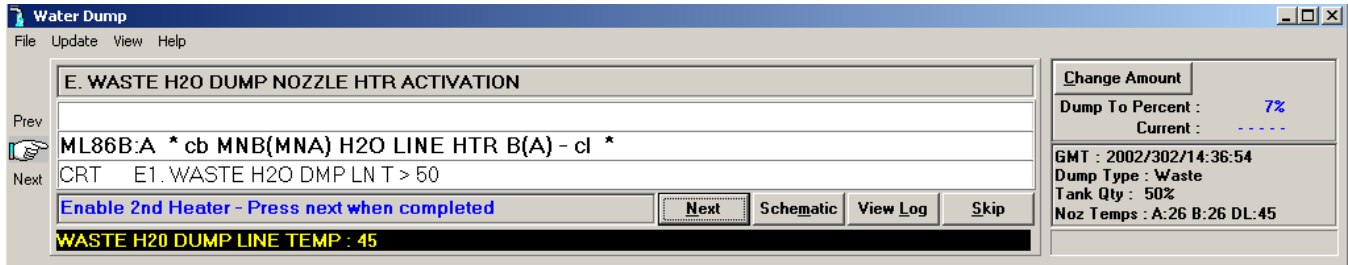 Water Dump
File Update View Help
E. WASTE H2O DUMP NOZZLE HTR ACTIVATION
Prev
ML86B:A * cb MNB(MNA) H2O LINE HTR B(A) - cl *
Next
CRT E1. WASTE H2O DMP LN T > 50
Enable 2nd Heater - Press next when completed
Next Schematic View Log Skip
WASTE H20 DUMP LINE TEMP : 45
Change Amount
Dump To Percent : 7%
Current : - - - - -
GMT : 2002/302/14:36:54
Dump Type : Waste
Tank Qty : 50%
Noz Temps : A:26 B:26 DL:45